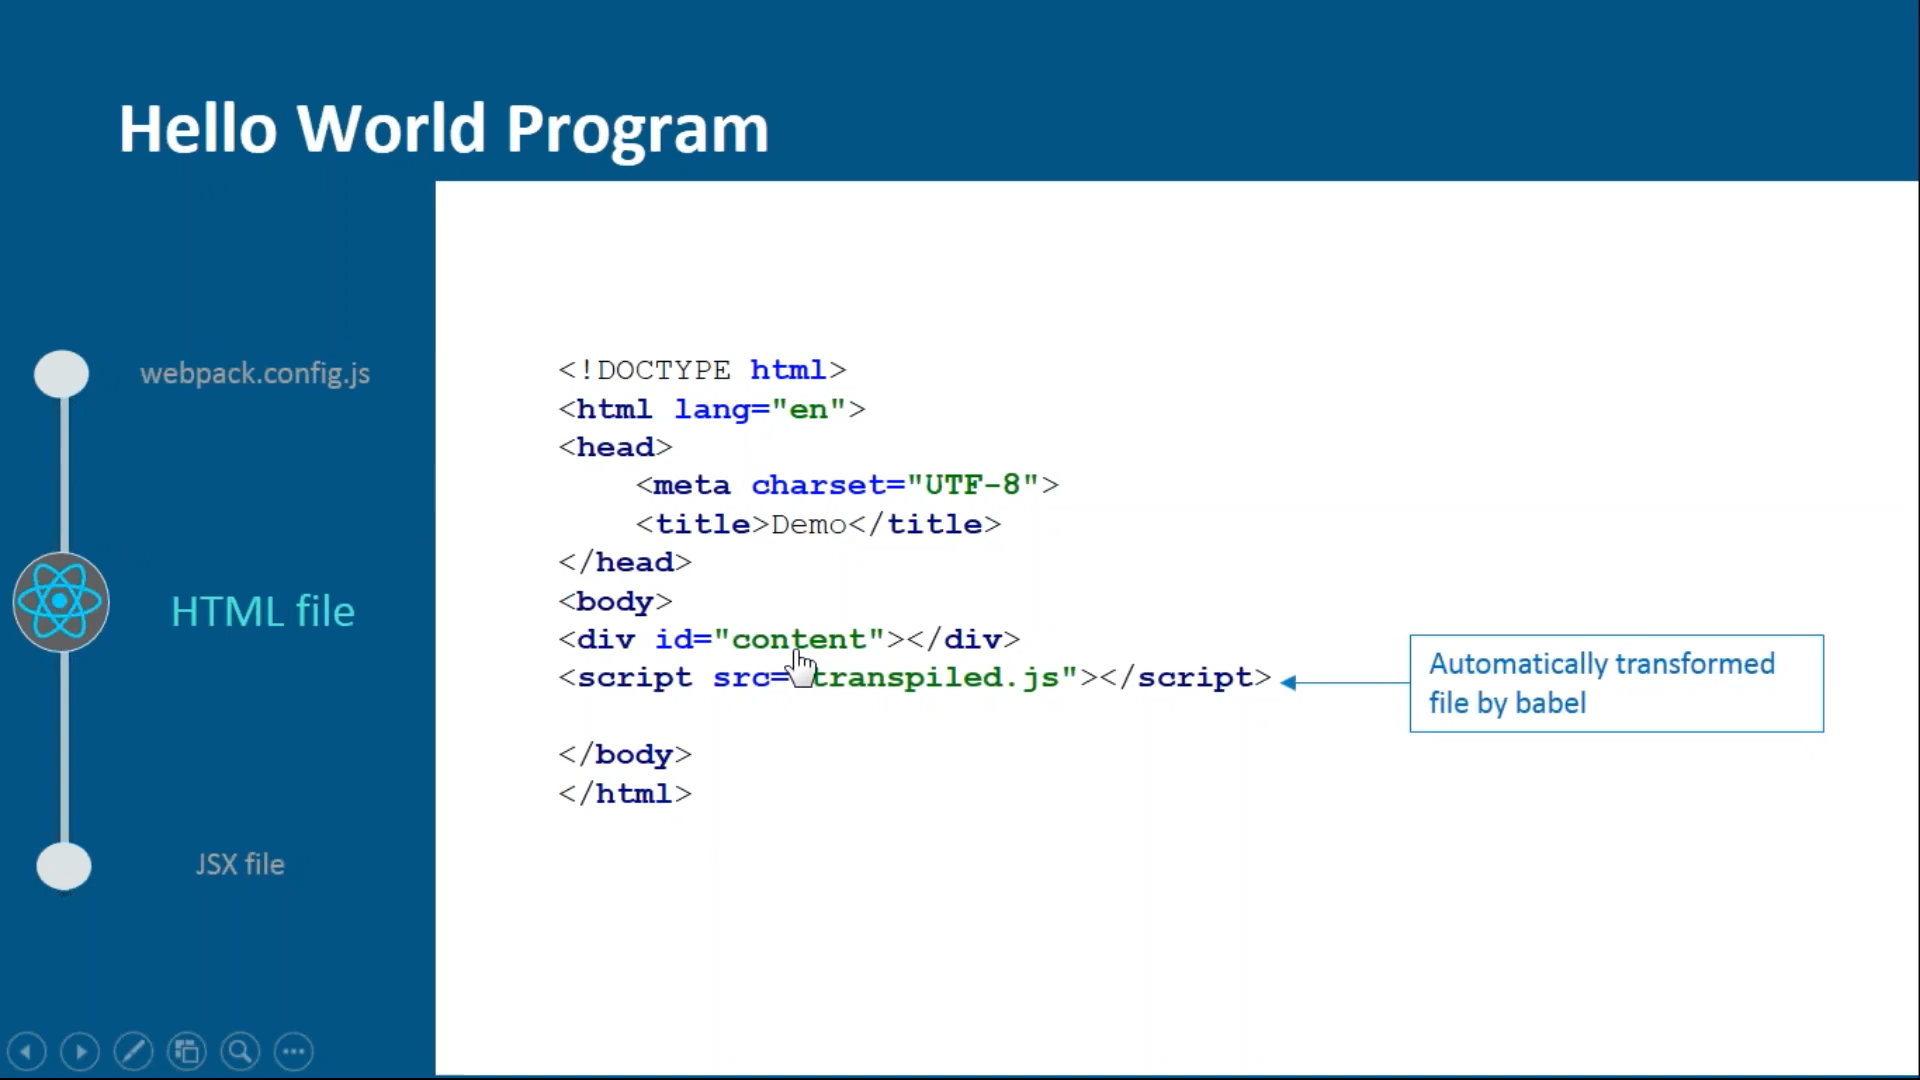 Hello World Program
webpack.config.js
HTML file
JSX file
<!DOCTYPE html>
<html lang="en">
<head>
<meta charset="UTF-8">
<title>Demo</title>
</head>
<body>
<div id="content"></div>
<script src="transpiled.js"></script>
</body>
</html>
Automatically transformed
file by babel